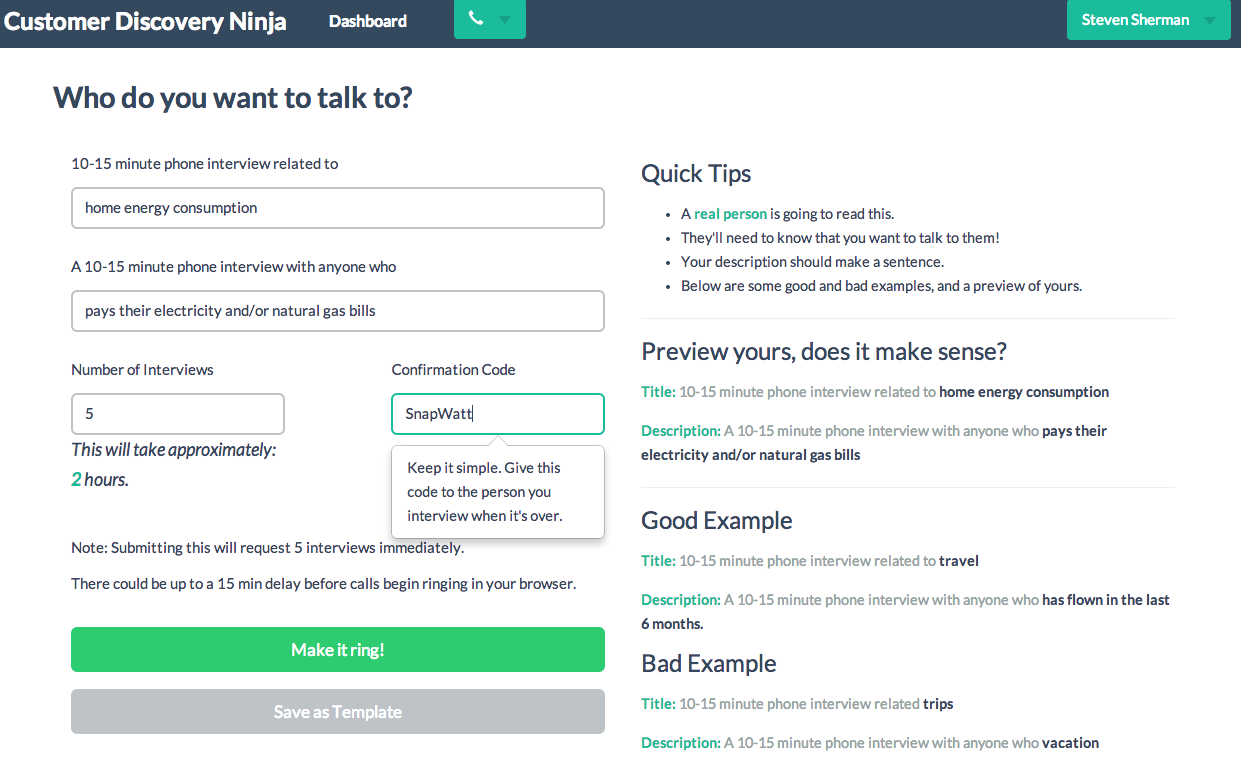 Customer Discovery Ninja
Dashboard
Steven Sherman
Who do you want to talk to?
10-15 minute phone interview related to
home energy consumption
A 10-15 minute phone interview with anyone who
pays their electricity and/or natural gas bills
Number of Interviews
Confirmation Code
5
SnapWatt
This will take approximately:
2 hours.
Keep it simple. Give this
code to the person you
interview when it's over.
Note: Submitting this will request 5 interviews immediately.
There could be up to a 15 min delay before calls begin ringing in your browser.
Make it ring!
Save as Template
Quick Tips
• A real person is going to read this.
• They'll need to know that you want to talk to them!
• Your description should make a sentence.
• Below are some good and bad examples, and a preview of yours.
Preview yours, does it make sense?
Title: 10-15 minute phone interview related to home energy consumption
Description: A 10-15 minute phone interview with anyone who pays their
electricity and/or natural gas bills
Good Example
Title: 10-15 minute phone interview related to travel
Description: A 10-15 minute phone interview with anyone who has flown in the last
6 months.
Bad Example
Title: 10-15 minute phone interview related trips
Description: A 10-15 minute phone interview with anyone who vacation